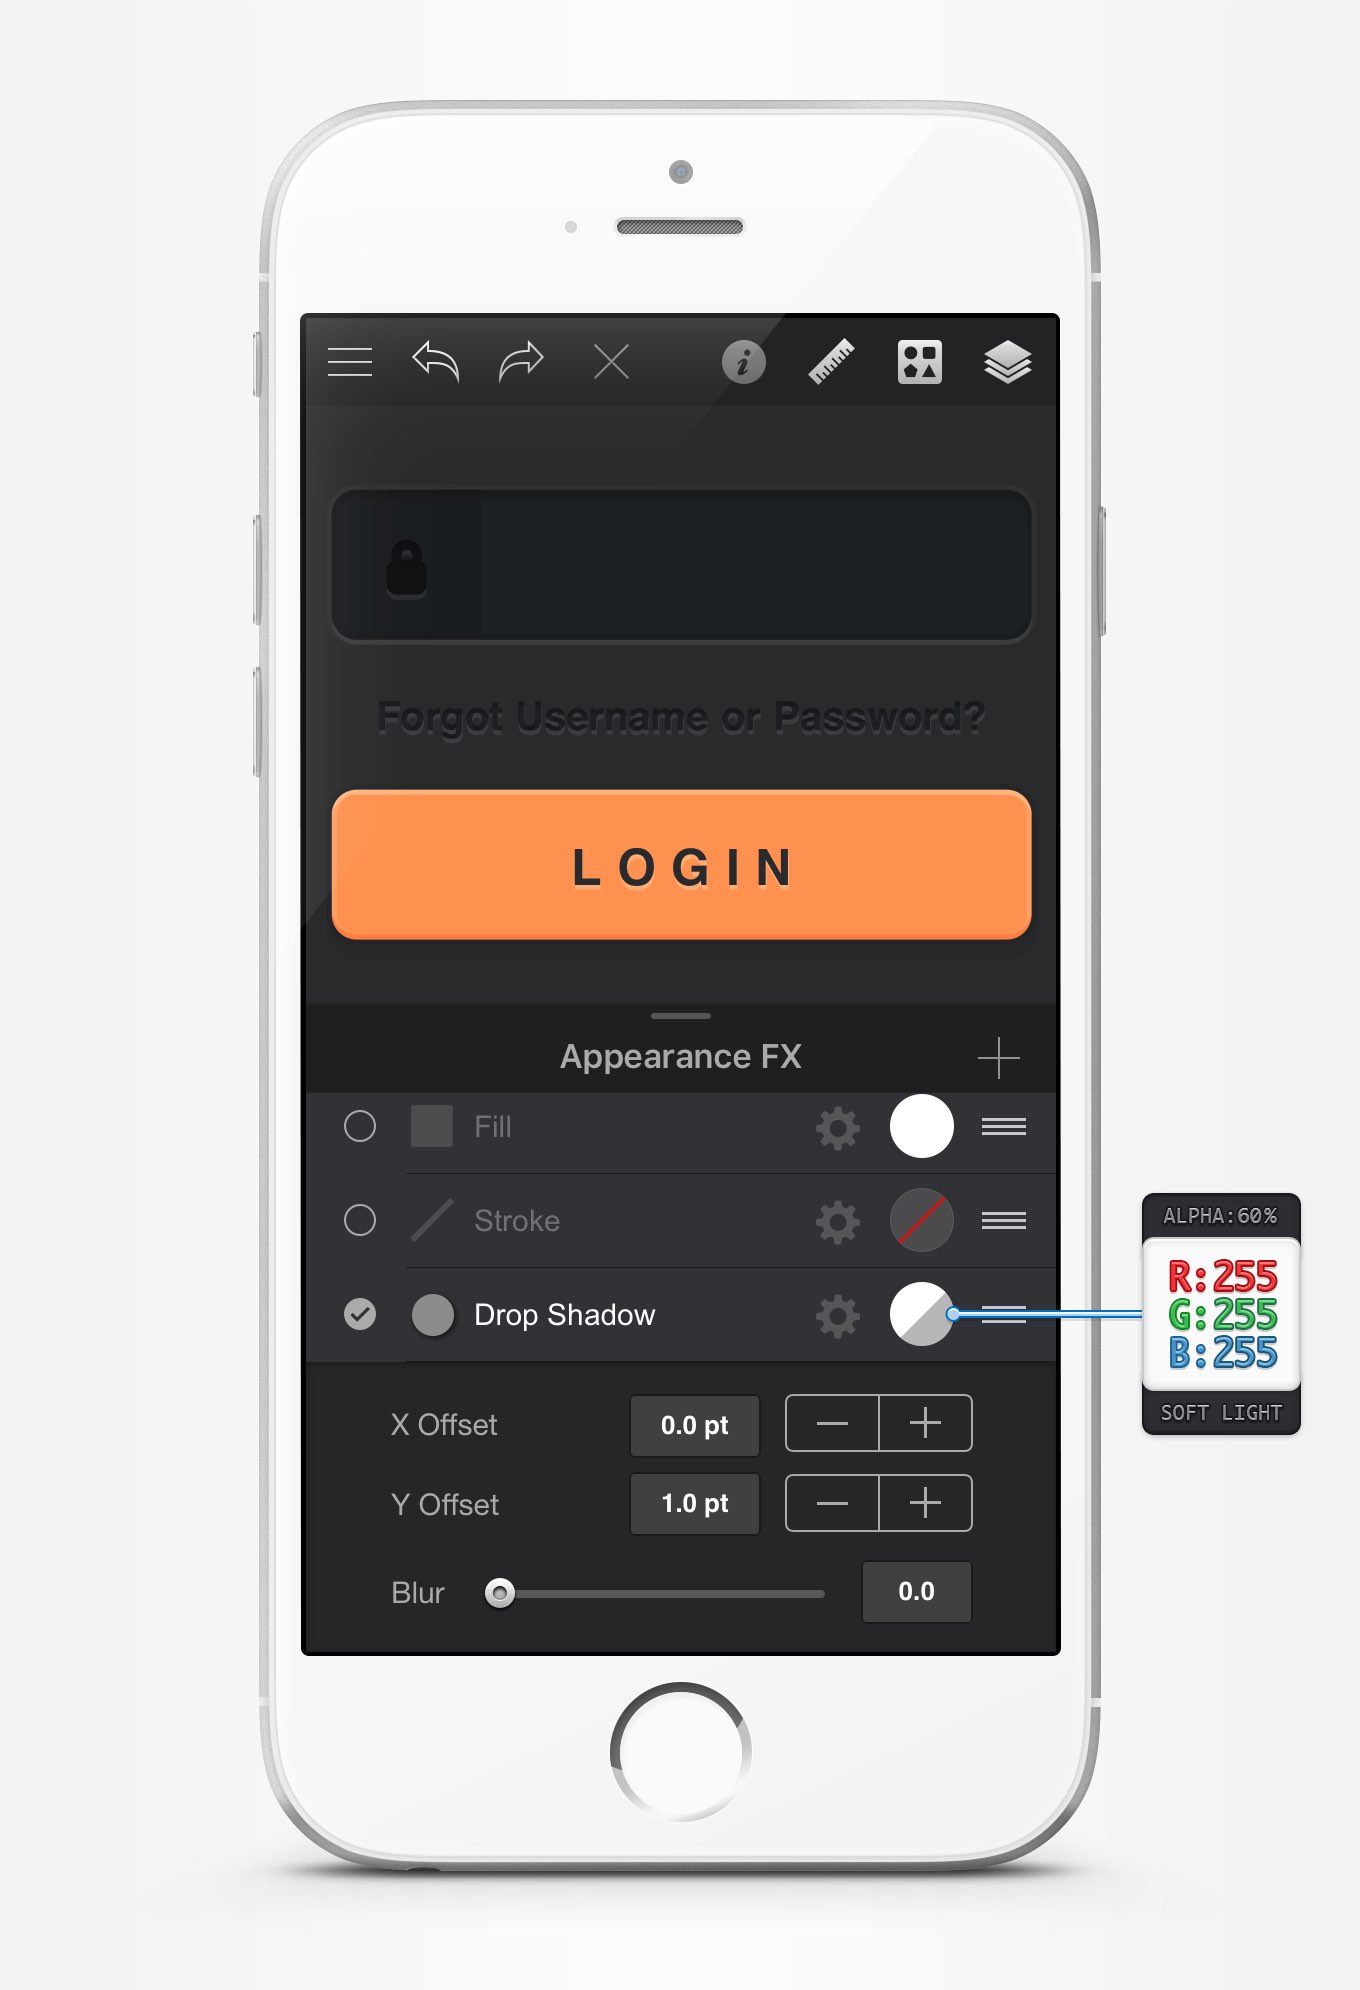 Forgot Username or Password?
LOGIN
Appearance FX
Fill
Stroke
Drop Shadow
ALPHA:60%
R:255
G:255
B:255
SOFT LIGHT
X Offset 0.0 pt
Y Offset 1.0 pt
Blur 0.0